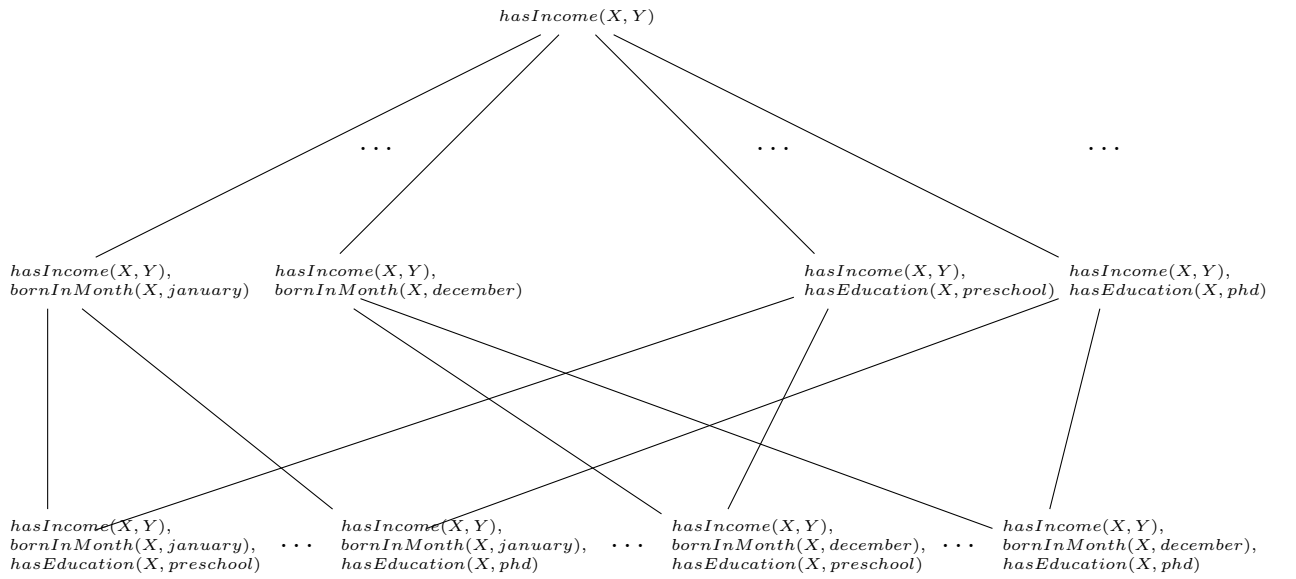 hasIncome(X, Y)
... ... ...
hasIncome(X, Y), hasIncome(X, Y), hasIncome(X, Y), hasIncome(X, Y),
bornInMonth(X, january) bornInMonth(X, december) hasEducation(X, preschool) hasEducation(X, phd)
hasIncome(X, Y), hasIncome(X, Y), hasIncome(X, Y), hasIncome(X, Y),
bornInMonth(X, january), ... bornInMonth(X, january), ... bornInMonth(X, december), ... bornInMonth(X, december),
hasEducation(X, preschool) hasEducation(X, phd) hasEducation(X, preschool) hasEducation(X, phd)